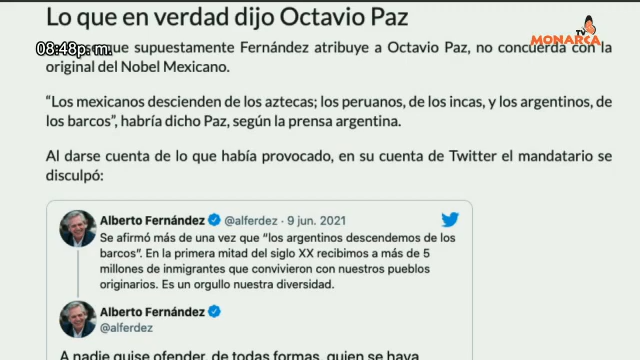 Lo que en verdad dijo Octavio Paz
08:48p. m.
que supuestamente Fernández atribuye a Octavio Paz, no concuerda con la
original del Nobel Mexicano.
TV
MONARCA
“Los mexicanos descienden de los aztecas; los peruanos, de los incas, y los argentinos, de
los barcos”, habría dicho Paz, según la prensa argentina.
Al darse cuenta de lo que había provocado, en su cuenta de Twitter el mandatario se
disculpó:
Alberto Fernández @alferdez · 9 jun. 2021
Se afirmó más de una vez que “los argentinos descendemos de los
barcos”. En la primera mitad del siglo XX recibimos a más de 5
millones de inmigrantes que convivieron con nuestros pueblos
originarios. Es un orgullo nuestra diversidad.
Alberto Fernández
@alferdez
A nadie quise ofender, de todas formas, quien se haya